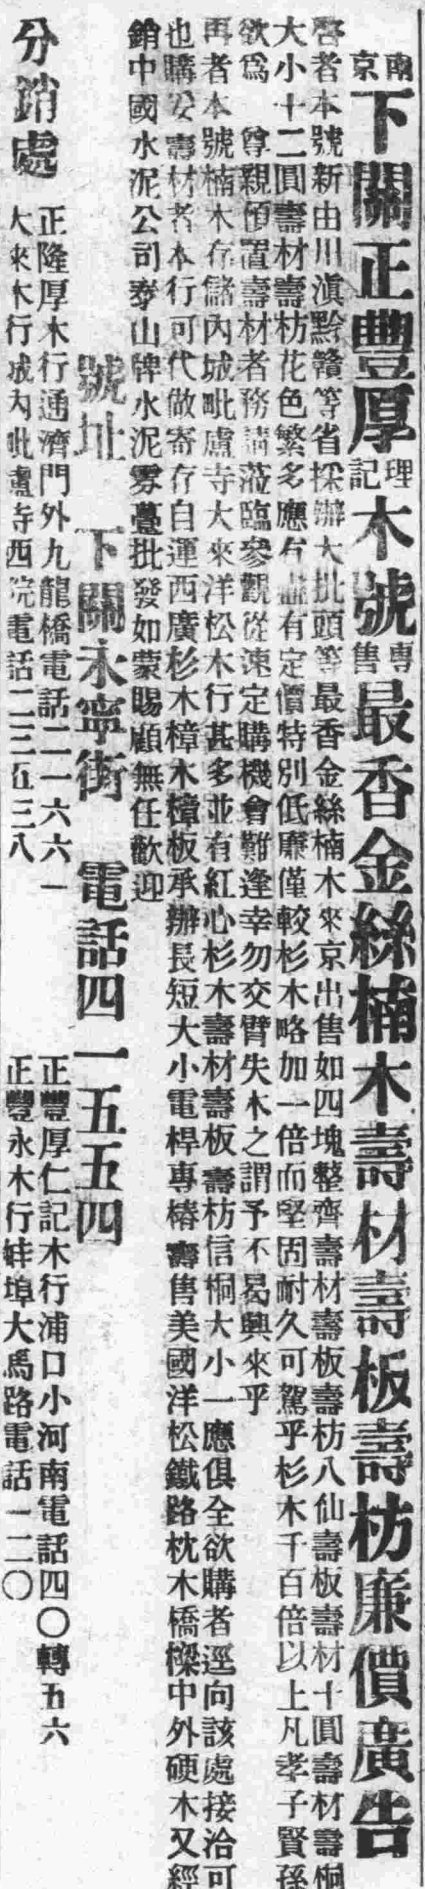 南京下關正豐厚理記木號專售最香金絲楠木壽材壽板壽枋廉價廣告
啓者本號新由川滇黔贛等省採辦大批頭等最香金絲楠木來京出售如四塊整齊壽材壽板壽枋八仙壽板壽材十圓壽材壽桐
大小十二圓壽材壽枋花色繁多應有盡有定價特別低廉僅較杉木略加一倍而堅固耐久可駕乎杉木千百倍以上凡孝子賢孫
欲爲尊親預置壽材者務請蒞臨參觀從速定購機會難逢幸勿交臂失木之謂予不曷興來乎
再者本號楠木存儲內城毗盧寺大來洋松木行甚多並有紅心杉木壽材壽板壽枋信桐大小一應俱全欲購者逕向該處接洽可
也購妥壽材者本行可代做寄存自運西廣杉木樟木樟板承辦長短大小電桿專樁壽售美國洋松鐵路枕木橋樑中外硬木又經
銷中國水泥公司泰山牌水泥零躉批發如蒙賜顧無任歡迎
號址 下關永寧街 電話四一五五四
分銷處
正隆厚木行通濟門外九龍橋電話二一六六一
大來木行城內毗盧寺西院電話二三五三八
正豐厚仁記木行浦口小河南電話四〇轉五六
正豐永木行蚌埠大馬路電話一二〇